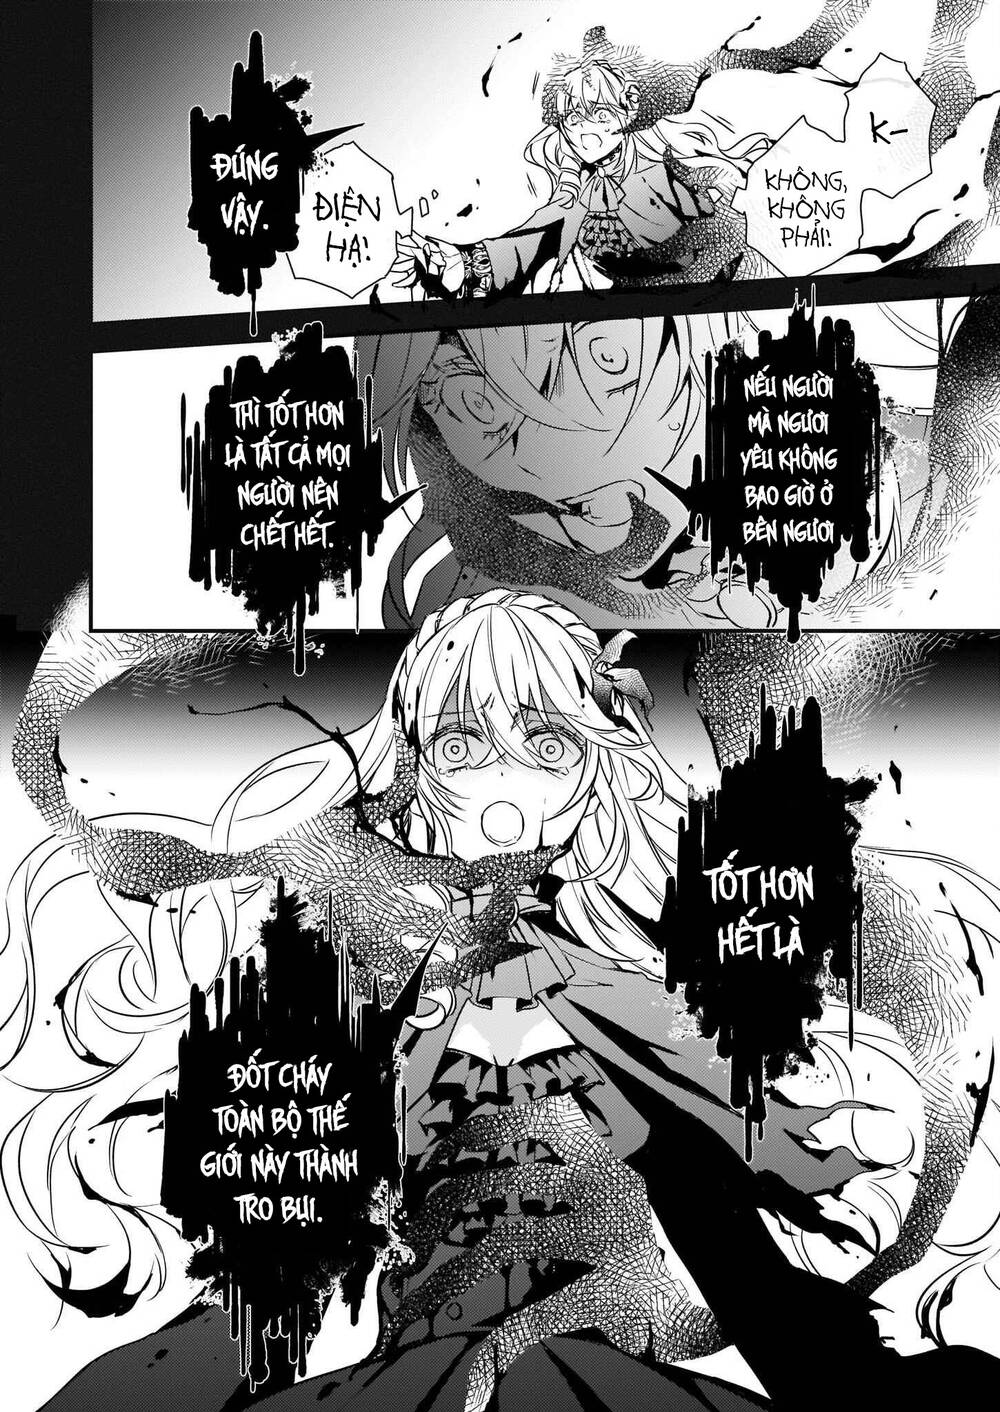 K-
KHÔNG,
KHÔNG
PHẢI!
ĐIỆN
HẠ!
ĐÚNG
VẬY.
NẾU NGƯỜI
MÀ NGƯƠI
YÊU KHÔNG
BAO GIỜ Ở
BÊN NGƯƠI
THÌ TỐT HƠN
LÀ TẤT CẢ MỌI
NGƯỜI NÊN
CHẾT HẾT.
TỐT HƠN
HẾT LÀ
ĐỐT CHÁY
TOÀN BỘ THẾ
GIỚI NÀY THÀNH
TRO BỤI.